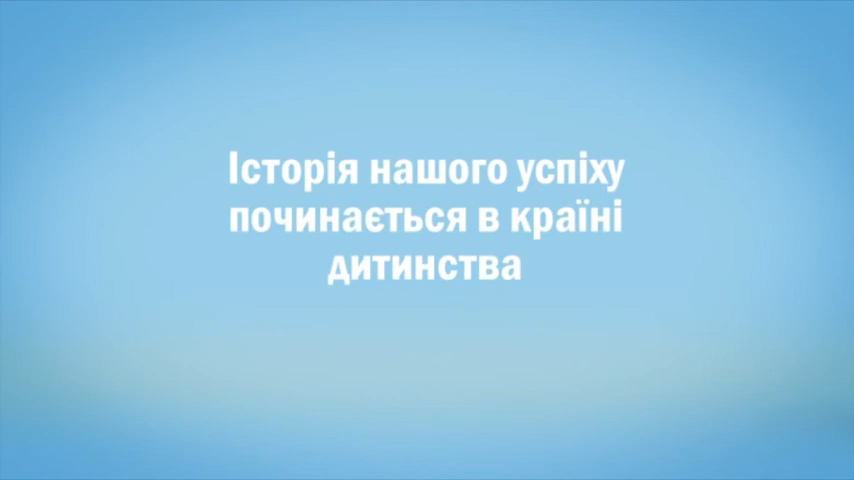 Історія нашого успіху
починається в країні
дитинства